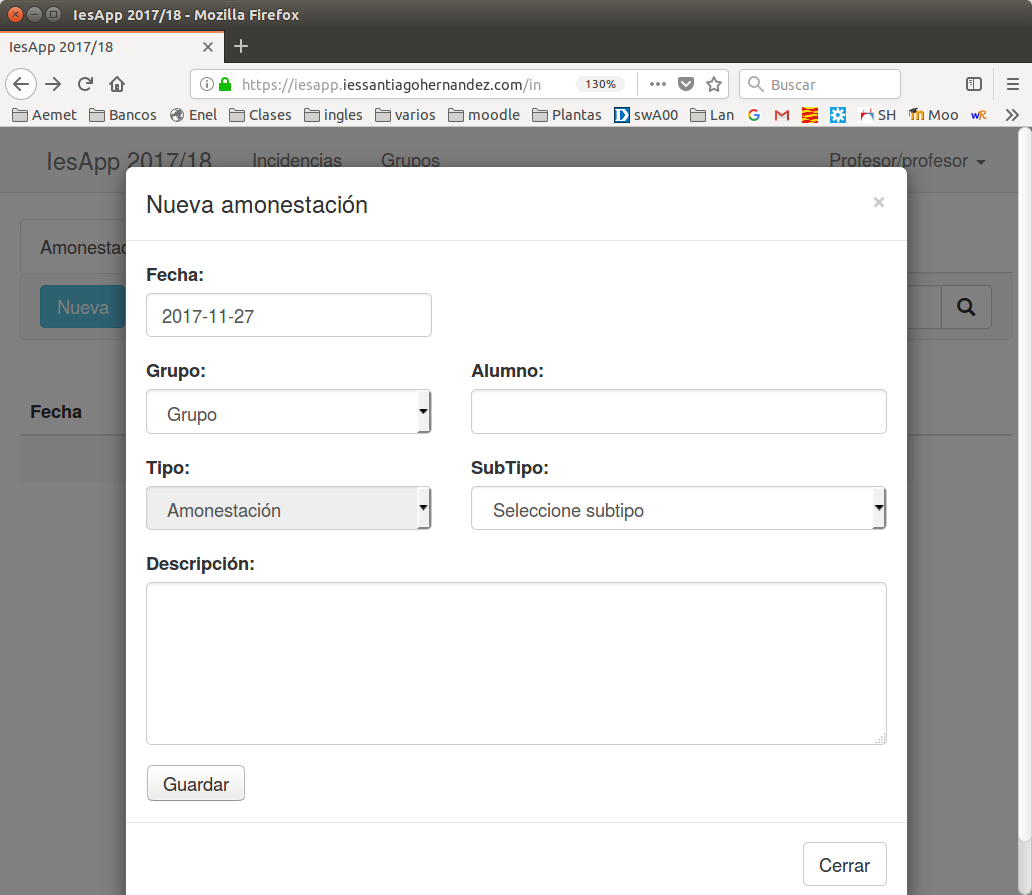 IesApp 2017/18 - Mozilla Firefox
IesApp 2017/18
https://iesapp.iessantiagohernandez.com/in 130% Buscar
Aemet Bancos Enel Clases ingles varios moodle Plantas D swA00 Lan G M SH Moo wR
IesApp 2017/18 Incidencias Grupos Profesor/profesor
Nueva amonestación ×
Amonestac
Fecha:
Nueva
2017-11-27
Grupo: Alumno:
Fecha
Grupo
Tipo: SubTipo:
Amonestación Seleccione subtipo
Descripción:
Guardar
Cerrar